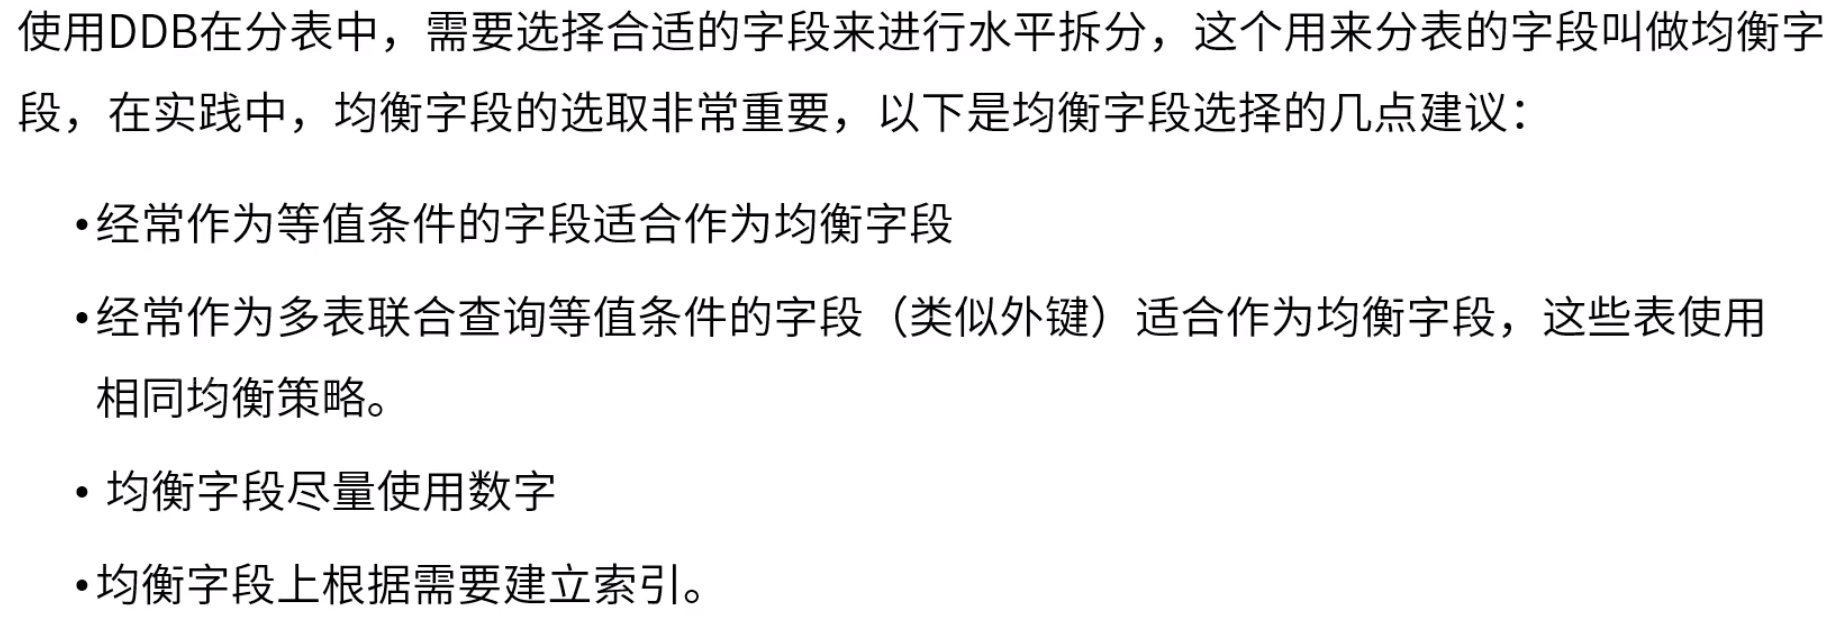 使用DDB在分表中，需要选择合适的字段来进行水平拆分，这个用来分表的字段叫做均衡字
段，在实践中，均衡字段的选取非常重要，以下是均衡字段选择的几点建议：
•经常作为等值条件的字段适合作为均衡字段
•经常作为多表联合查询等值条件的字段（类似外键）适合作为均衡字段，这些表使用
相同均衡策略。
• 均衡字段尽量使用数字
•均衡字段上根据需要建立索引。